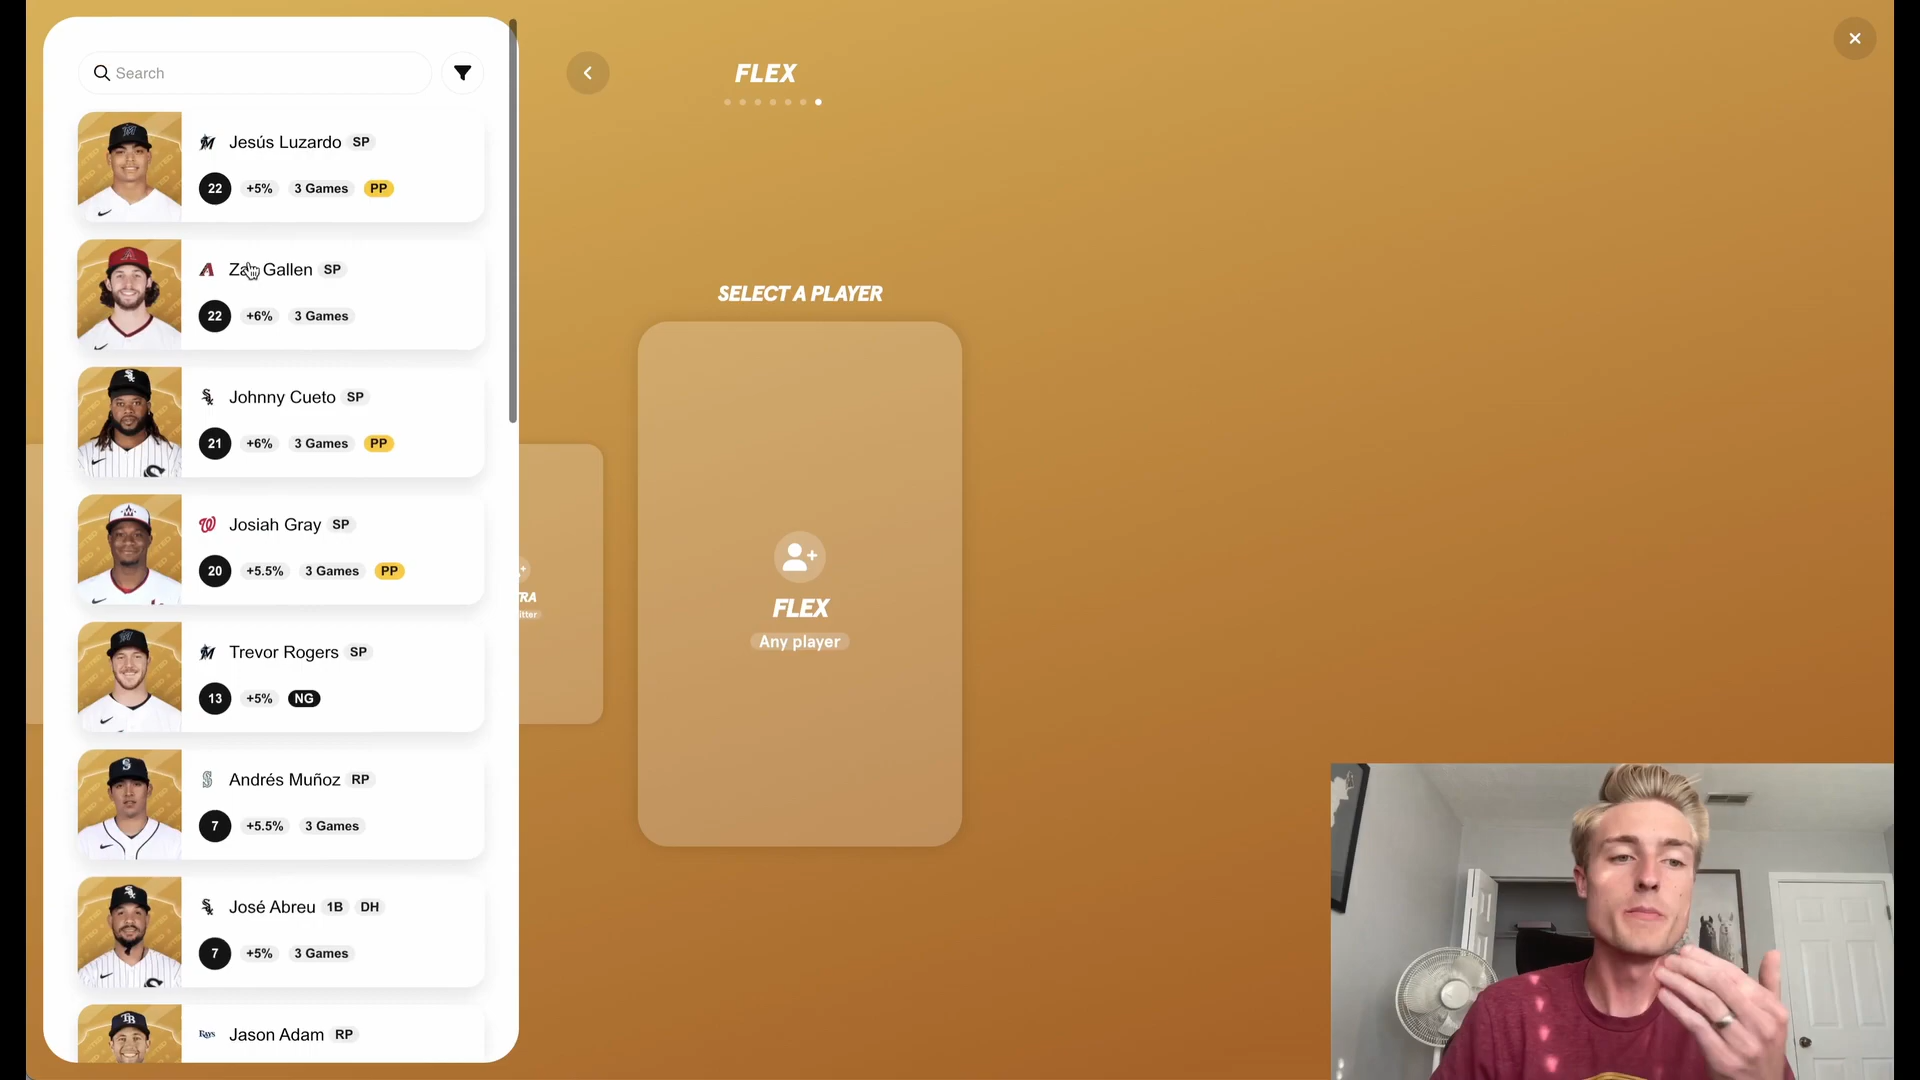 Search
Jesús Luzardo SP
22 +5% 3 Games PP
Zac Gallen SP
22 +6% 3 Games
Johnny Cueto SP
21 +6% 3 Games PP
Josiah Gray SP
20 +5.5% 3 Games PP
Trevor Rogers SP
13 +5% NG
Andrés Muñoz RP
7 +5.5% 3 Games
José Abreu 1B DH
7 +5% 3 Games
Rays Jason Adam RP
FLEX
SELECT A PLAYER
FLEX
Any player